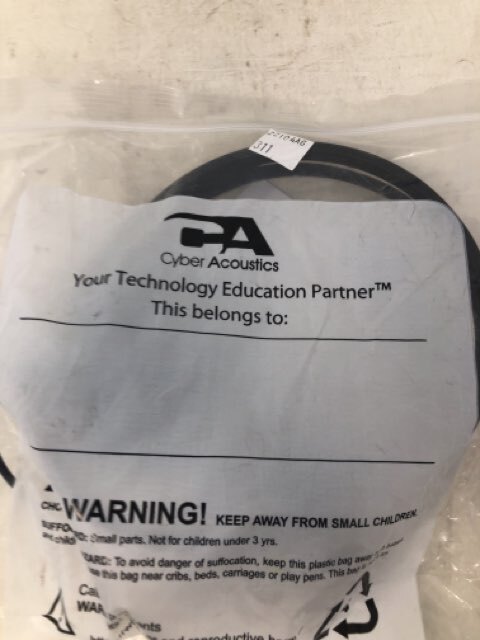 311
CA
Cyber Acoustics
Your Technology Education Partner™
This belongs to:
WARNING! KEEP AWAY FROM SMALL CHILDREN.
Small parts. Not for children under 3 yrs.
To avoid danger of suffocation, keep this plastic bag away
this bag near cribs, beds, carriages or play pens. This